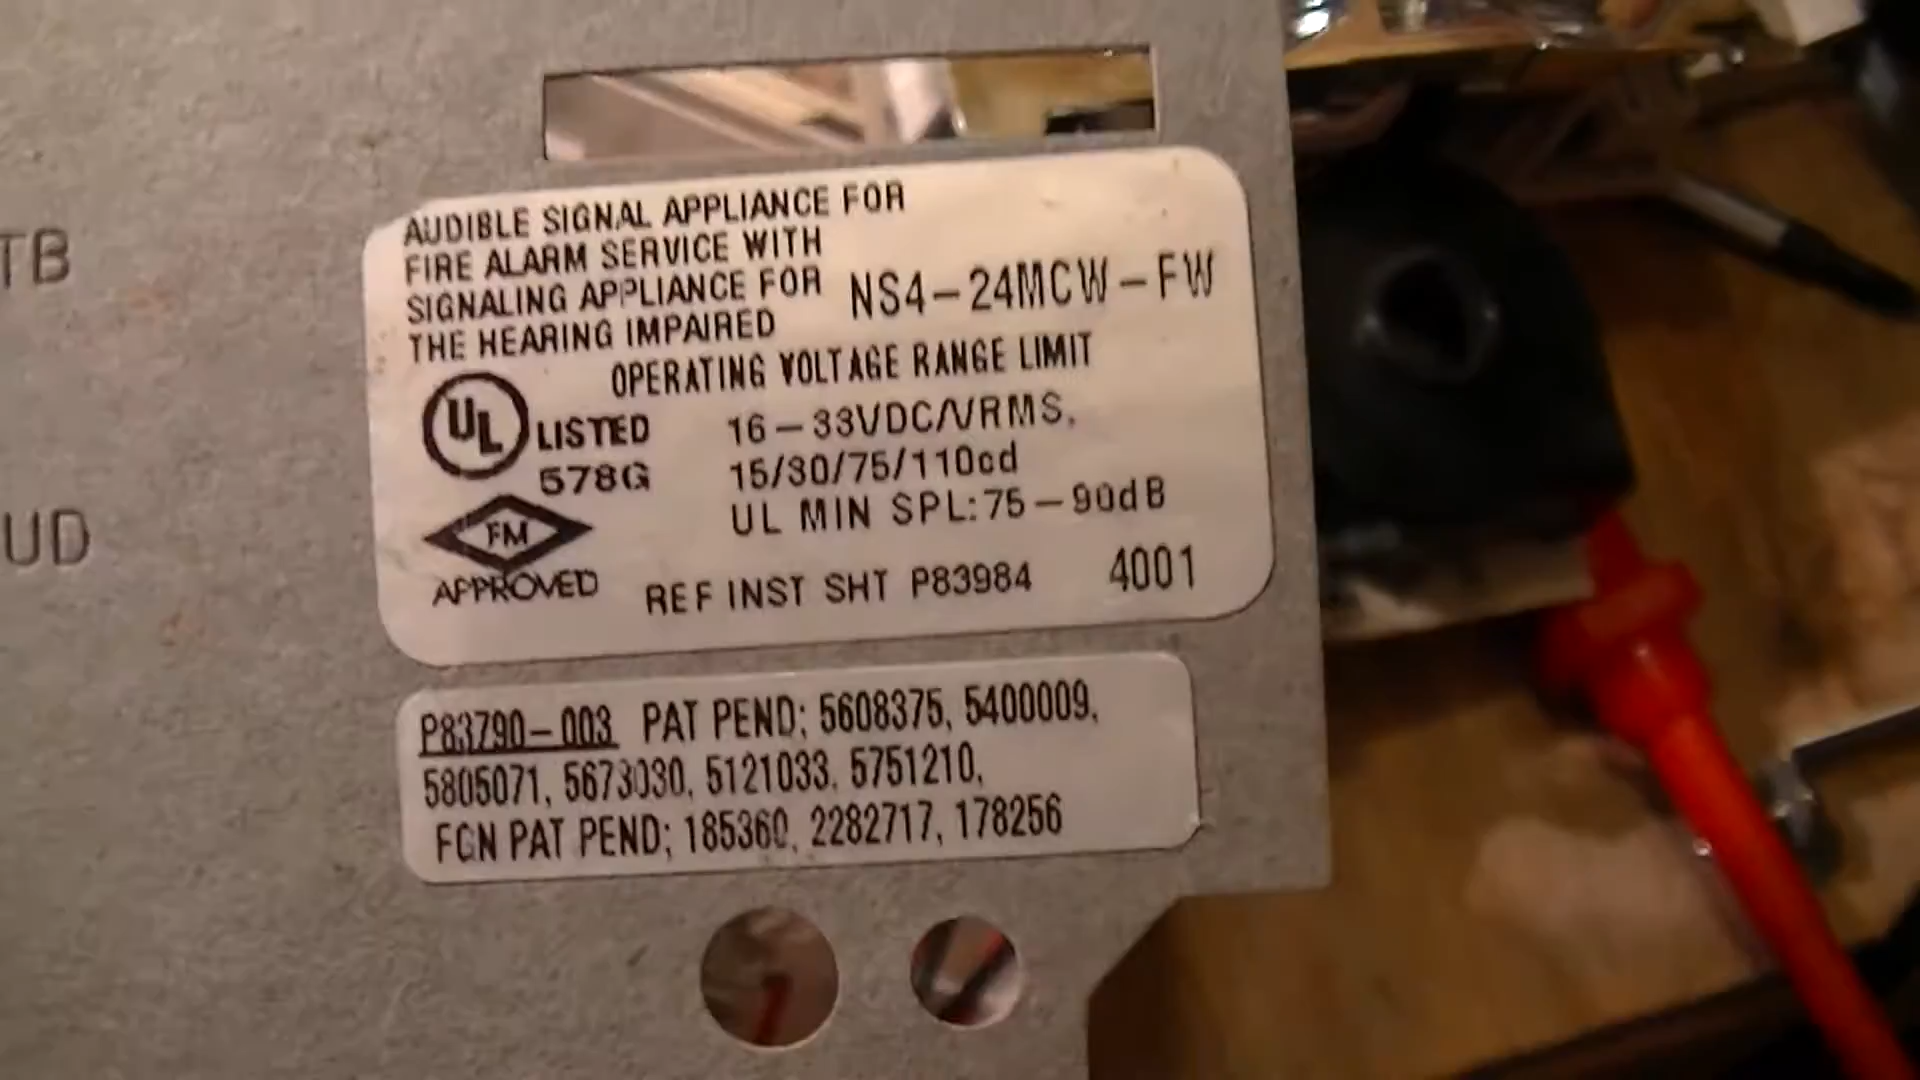 TB
UD
AUDIBLE SIGNAL APPLIANCE FOR
FIRE ALARM SERVICE WITH
SIGNALING APPLIANCE FOR
THE HEARING IMPAIRED
NS4-24MCW-FW
OPERATING VOLTAGE RANGE LIMIT
UL LISTED
578G
16-33VDC/VRMS,
15/30/75/110cd
UL MIN SPL:75-90dB
FM
APPROVED
REF INST SHT P83984 4001
P83790-003 PAT PEND; 5608375, 5400009,
5805071, 5673030, 5121033, 5751210,
FGN PAT PEND; 185360, 2282717, 178256